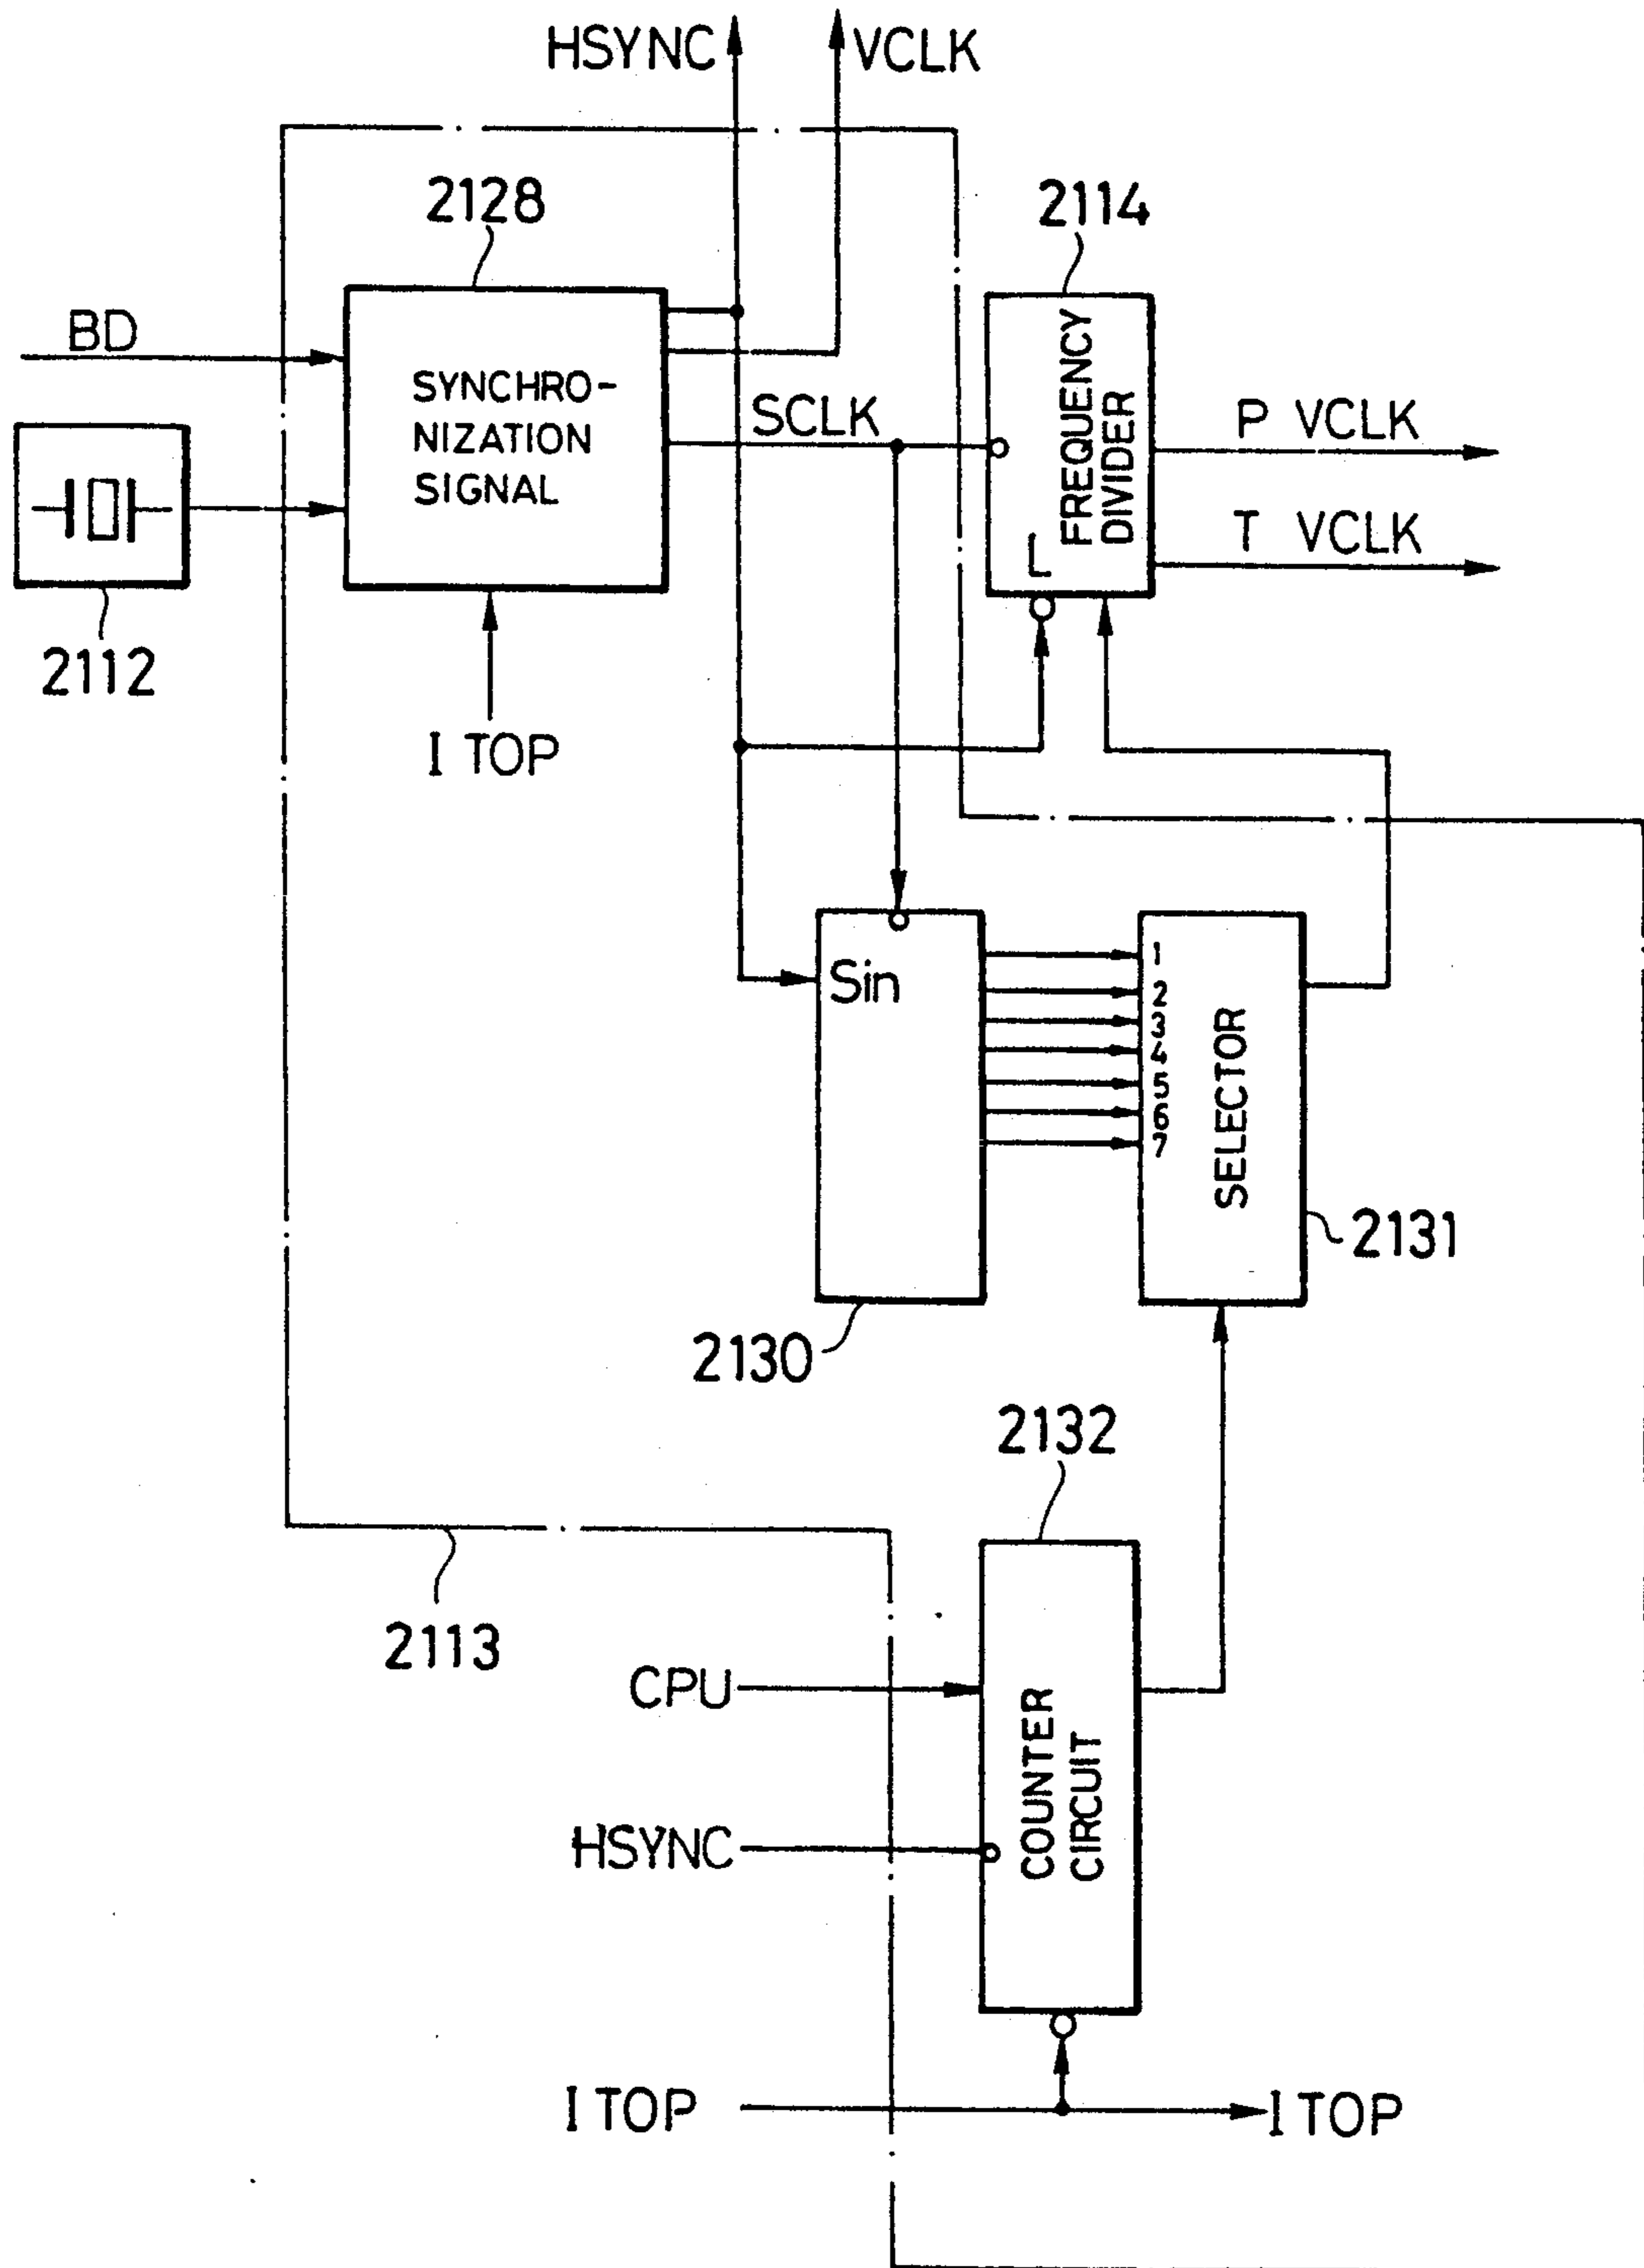 HSYNC
VCLK
2128
2114
BD
SYNCHRO-
NIZATION
SIGNAL
SCLK
L
FREQUENCY
DIVIDER
P VCLK
T VCLK
2112
I TOP
Sin
1
2
3
4
5
6
7
SELECTOR
2131
2130
2132
2113
CPU
HSYNC
COUNTER
CIRCUIT
I TOP
I TOP